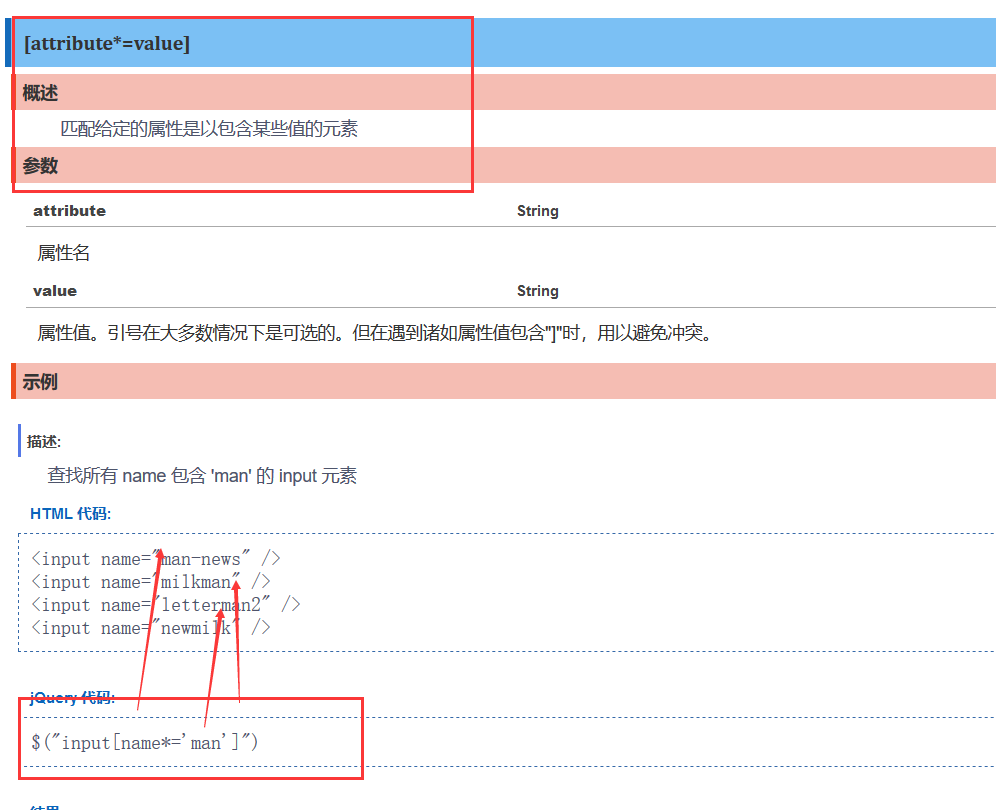 [attribute*=value]
概述
匹配给定的属性是以包含某些值的元素
参数
attribute String
属性名
value String
属性值。引号在大多数情况下是可选的。但在遇到诸如属性值包含"]"时，用以避免冲突。
示例
描述:
查找所有 name 包含 'man' 的 input 元素
HTML 代码:
<input name="man-news" />
<input name="milkman" />
<input name="letterman2" />
<input name="newmilk" />
jQuery 代码:
$("input[name*='man']")